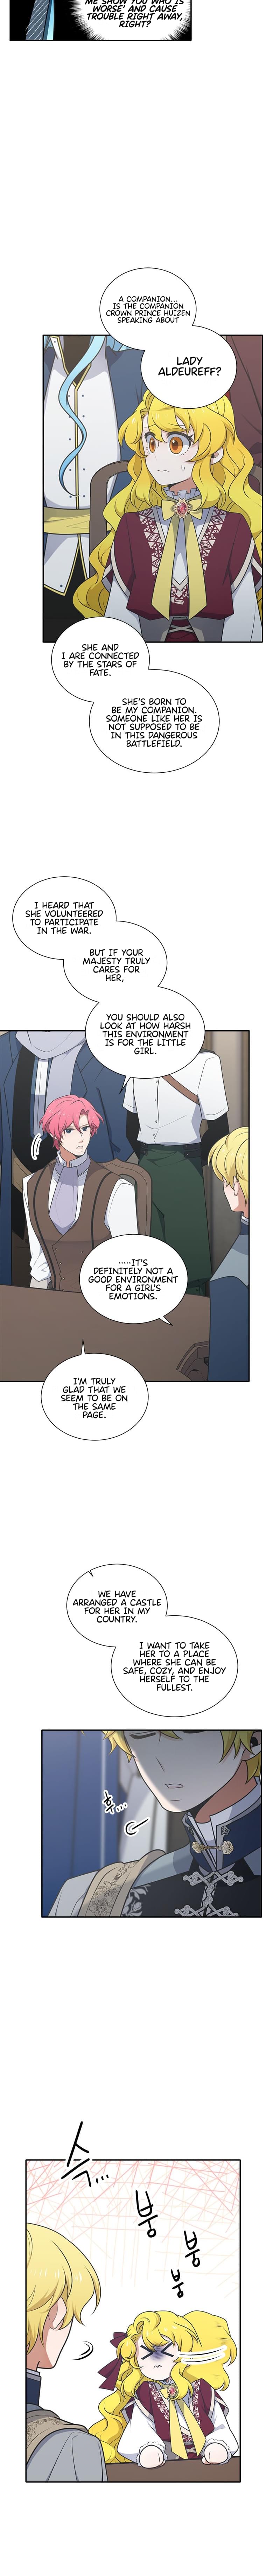 ME SHOW YOU WHO IS
WORSE' AND CAUSE
TROUBLE RIGHT AWAY,
RIGHT?
A COMPANION...
IS THE COMPANION
CROWN PRINCE HUIZEN
SPEAKING ABOUT
LADY
ALDEUREFF?
SHE AND
I ARE CONNECTED
BY THE STARS OF
FATE.
SHE'S BORN TO
BE MY COMPANION.
SOMEONE LIKE HER IS
NOT SUPPOSED TO BE
IN THIS DANGEROUS
BATTLEFIELD.
I HEARD THAT
SHE VOLUNTEERED
TO PARTICIPATE
IN THE WAR.
BUT IF YOUR
MAJESTY TRULY
CARES FOR
HER,
YOU SHOULD ALSO
LOOK AT HOW HARSH
THIS ENVIRONMENT
IS FOR THE LITTLE
GIRL.
.....IT'S
DEFINITELY NOT A
GOOD ENVIRONMENT
FOR A GIRL'S
EMOTIONS.
I'M TRULY
GLAD THAT WE
SEEM TO BE ON
THE SAME
PAGE.
WE HAVE
ARRANGED A CASTLE
FOR HER IN MY
COUNTRY.
I WANT TO TAKE
HER TO A PLACE
WHERE SHE CAN BE
SAFE, COZY, AND ENJOY
HERSELF TO THE
FULLEST.
후...
스윽...
붕
붕
붕